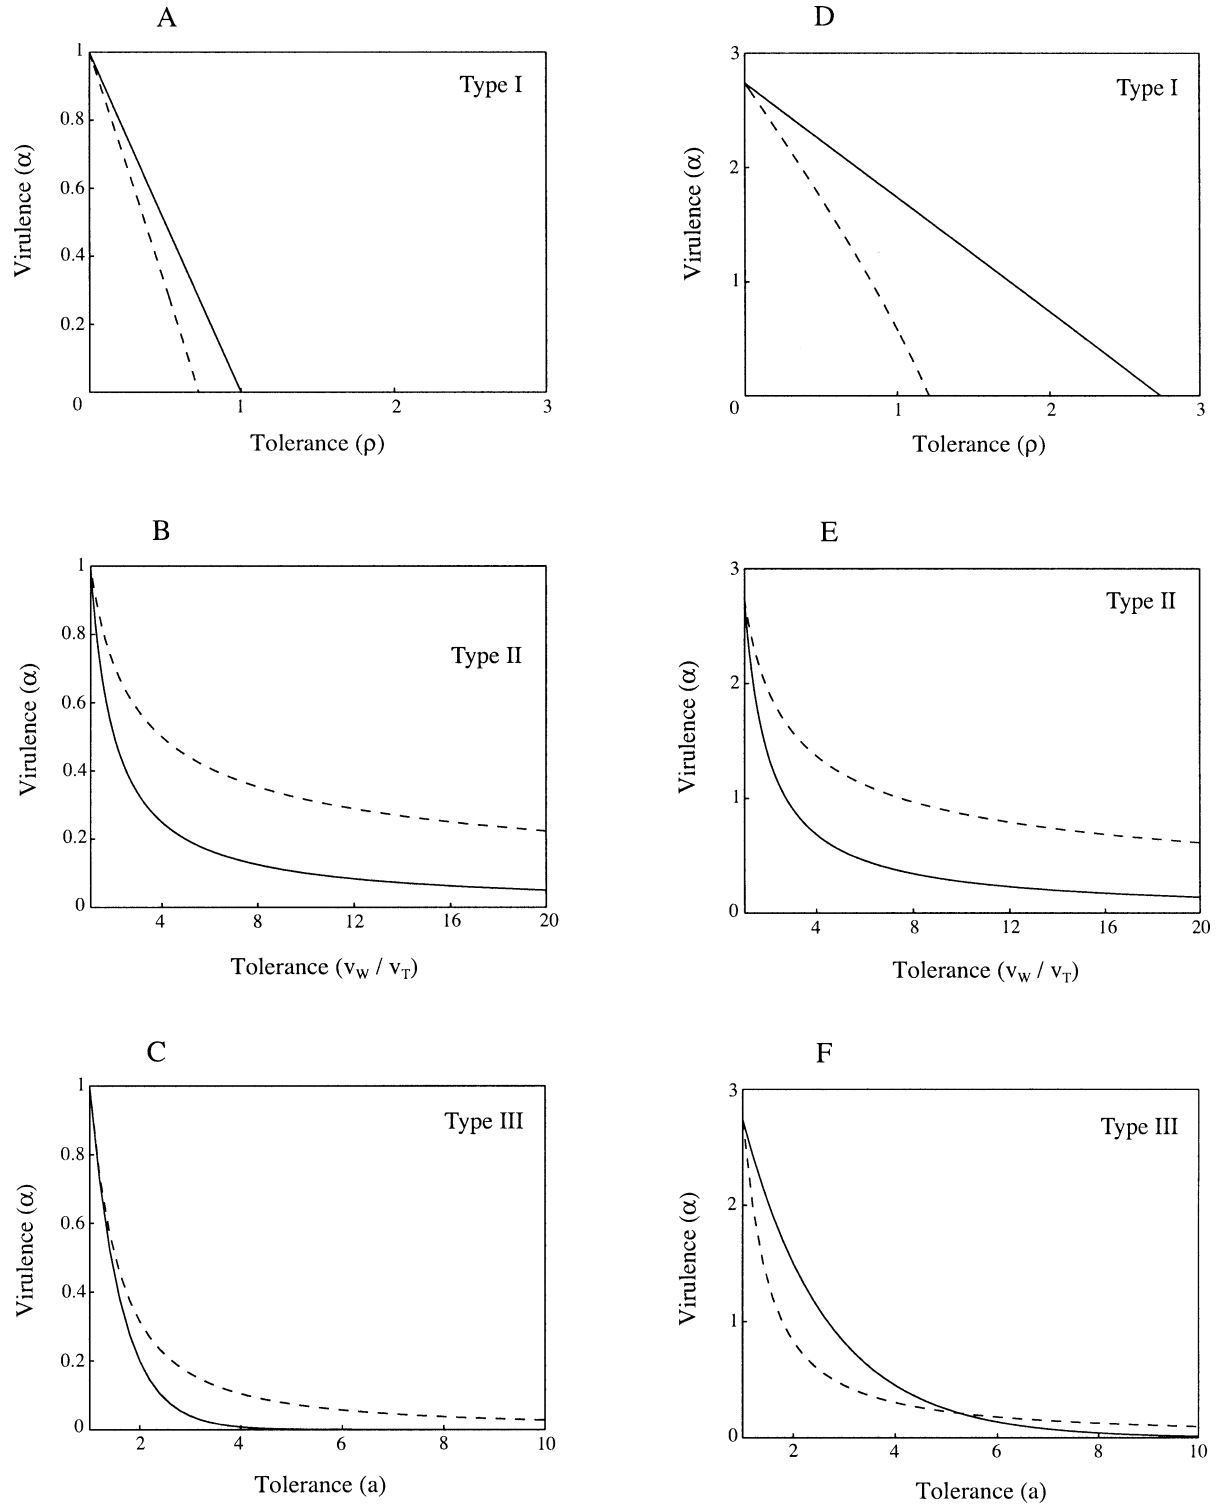 A
1
0.8
0.6
0.4
0.2
0
1
2
3
Type I
Virulence (α)
Tolerance (ρ)
D
3
2
1
0
1
2
3
Type I
Virulence (α)
Tolerance (ρ)
B
1
0.8
0.6
0.4
0.2
0
4
8
12
16
20
Type II
Virulence (α)
Tolerance (vW / vT)
E
3
2
1
0
4
8
12
16
20
Type II
Virulence (α)
Tolerance (vW / vT)
C
1
0.8
0.6
0.4
0.2
0
2
4
6
8
10
Type III
Virulence (α)
Tolerance (a)
F
3
2
1
0
2
4
6
8
10
Type III
Virulence (α)
Tolerance (a)